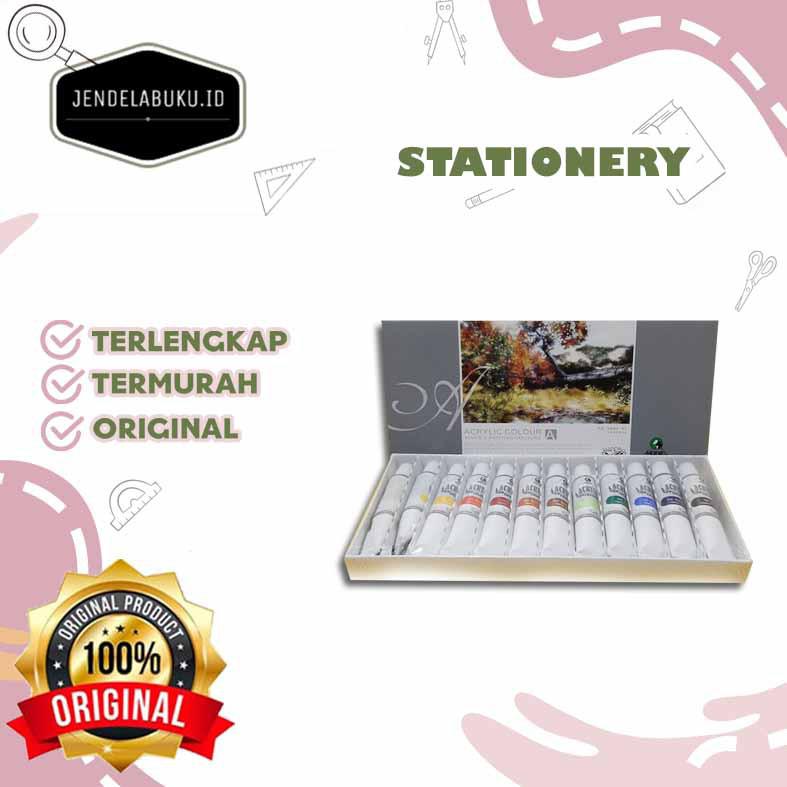 JENDELABUKU.ID
STATIONERY
TERLENGKAP
TERMURAH
ORIGINAL
ACRYLIC COLOUR A
ORIGINAL PRODUCT
100%
ORIGINAL